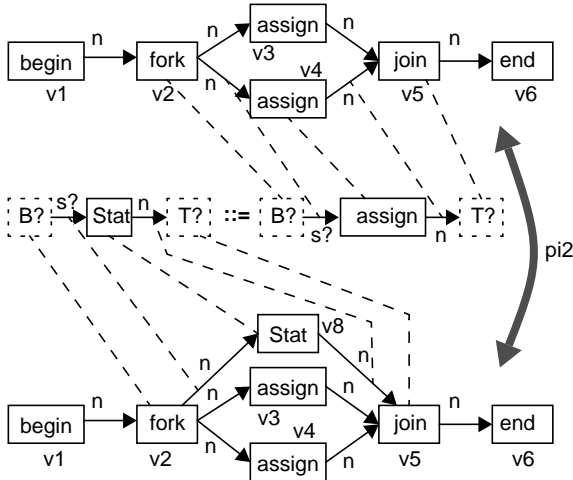 n n assign n n
begin fork v3 join end
v1 v2 n v4 n v5 v6
assign
B? s? Stat n T? ::= B? s? assign n T?
pi2
Stat v8
n n
n n assign n n
begin fork v3 join end
v1 v2 n v4 n v5 v6
assign